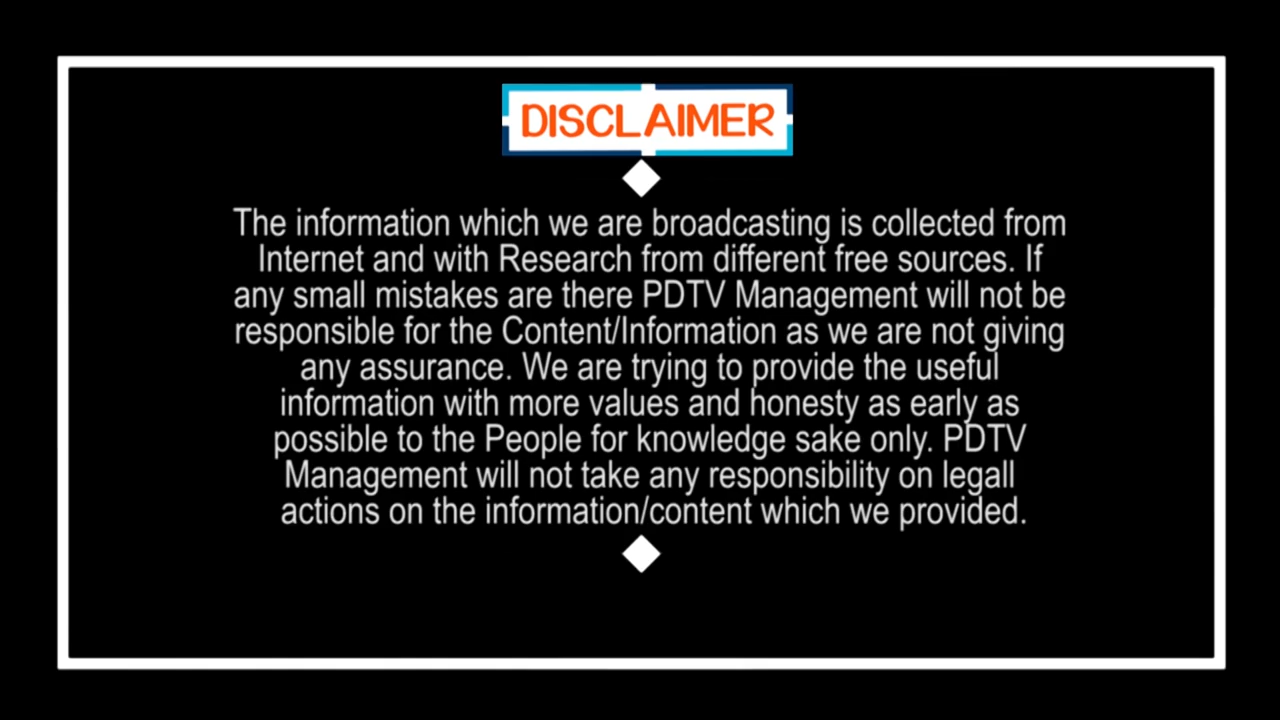 DISCLAIMER
The information which we are broadcasting is collected from
Internet and with Research from different free sources. If
any small mistakes are there PDTV Management will not be
responsible for the Content/Information as we are not giving
any assurance. We are trying to provide the useful
information with more values and honesty as early as
possible to the People for knowledge sake only. PDTV
Management will not take any responsibility on legall
actions on the information/content which we provided.